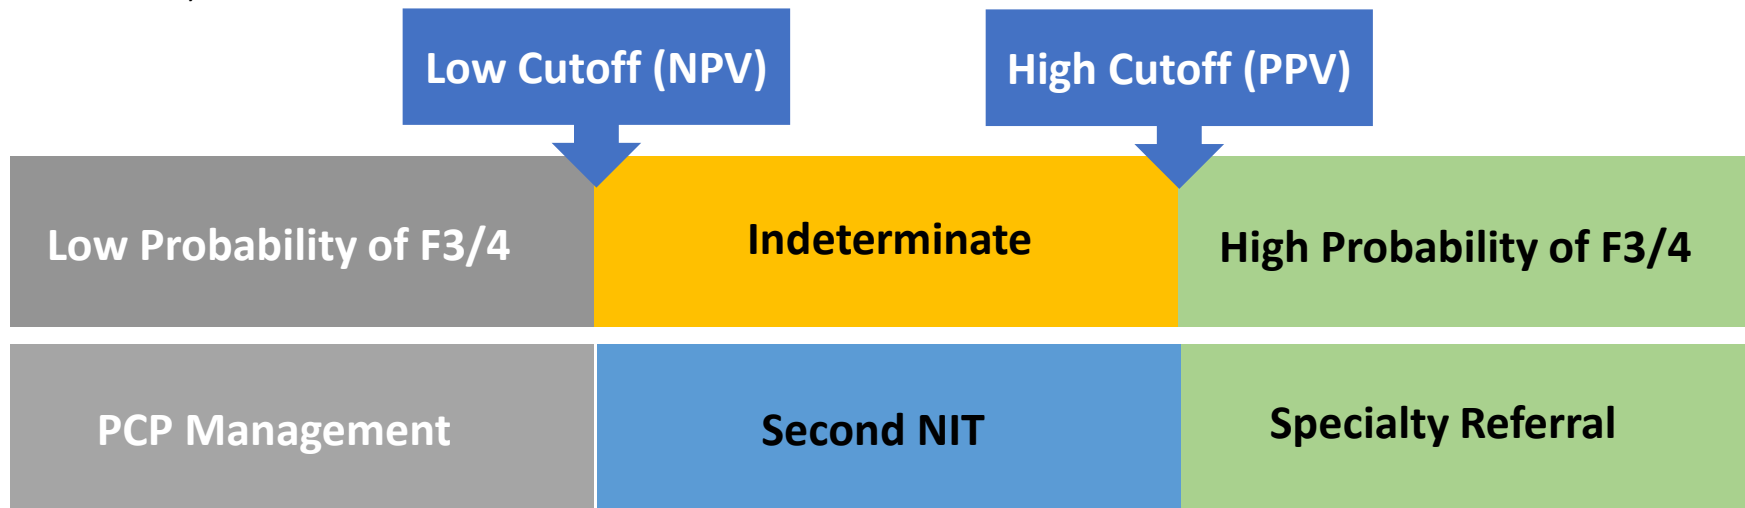 Low Cutoff (NPV)
High Cutoff (PPV)
Low Probability of F3/4
Indeterminate
High Probability of F3/4
PCP Management
Second NIT
Specialty Referral